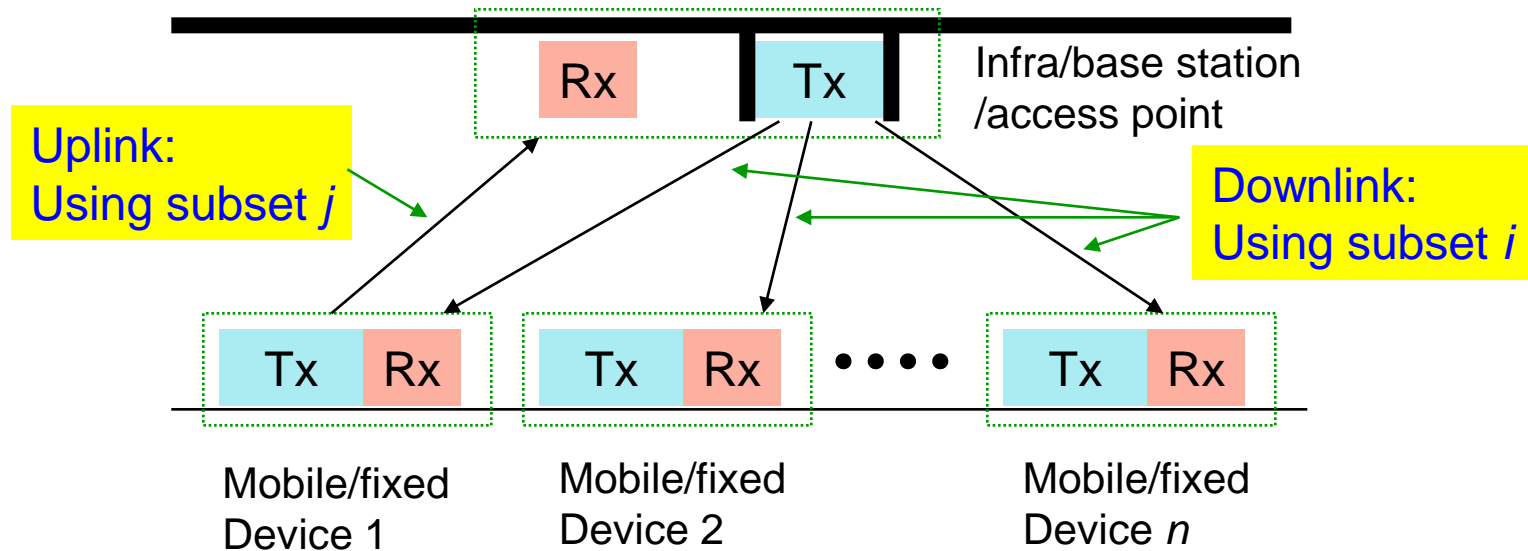 Rx
Tx
Infra/base station
/access point
Uplink:
Using subset j
Downlink:
Using subset i
Tx
Rx
Tx
Rx
Tx
Rx
Mobile/fixed
Device 1
Mobile/fixed
Device 2
Mobile/fixed
Device n